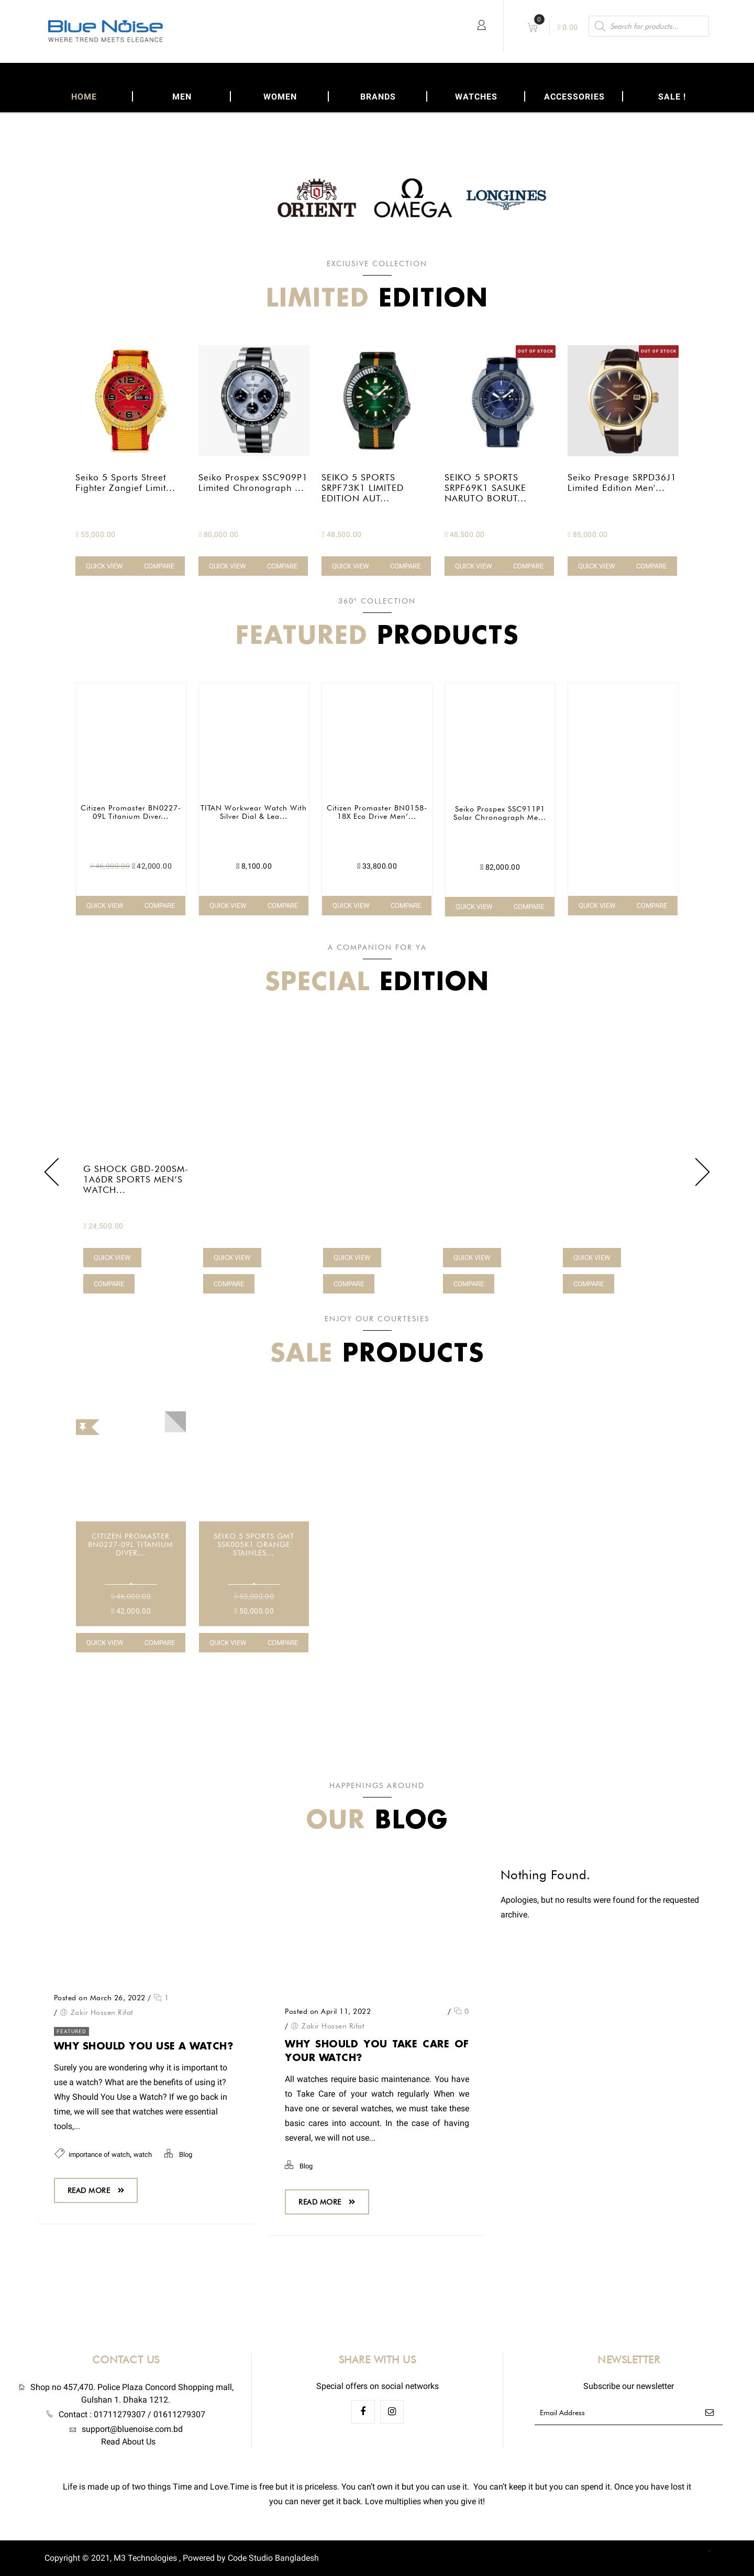 Blue Noise
WHERE TREND MEETS ELEGANCE
0
0.00
Search for products...
HOME
MEN
WOMEN
BRANDS
WATCHES
ACCESSORIES
SALE !
ORIENT
OMEGA
LONGINES
EXCLUSIVE COLLECTION
LIMITED EDITION
OUT OF STOCK
OUT OF STOCK
Seiko 5 Sports Street
Fighter Zangief Limit...
55,000.00
QUICK VIEW
COMPARE
Seiko Prospex SSC909P1
Limited Chronograph ...
80,000.00
QUICK VIEW
COMPARE
SEIKO 5 SPORTS
SRPF73K1 LIMITED
EDITION AUT...
48,500.00
QUICK VIEW
COMPARE
SEIKO 5 SPORTS
SRPF69K1 SASUKE
NARUTO BORUT...
48,500.00
QUICK VIEW
COMPARE
Seiko Presage SRPD36J1
Limited Edition Men'...
85,000.00
QUICK VIEW
COMPARE
360° COLLECTION
FEATURED PRODUCTS
Citizen Promaster BN0227-
09L Titanium Diver...
46,000.00 42,000.00
QUICK VIEW
COMPARE
TITAN Workwear Watch With
Silver Dial & Lea...
8,100.00
QUICK VIEW
COMPARE
Citizen Promaster BN0158-
18X Eco Drive Men’...
33,800.00
QUICK VIEW
COMPARE
Seiko Prospex SSC911P1
Solar Chronograph Me...
82,000.00
QUICK VIEW
COMPARE
QUICK VIEW
COMPARE
A COMPANION FOR YA
SPECIAL EDITION
G SHOCK GBD-200SM-
1A6DR SPORTS MEN’S
WATCH...
24,500.00
QUICK VIEW
QUICK VIEW
QUICK VIEW
QUICK VIEW
QUICK VIEW
COMPARE
COMPARE
COMPARE
COMPARE
COMPARE
ENJOY OUR COURTESIES
SALE PRODUCTS
CITIZEN PROMASTER
BN0227-09L TITANIUM
DIVER...
46,000.00
42,000.00
QUICK VIEW
COMPARE
SEIKO 5 SPORTS GMT
SSK005K1 ORANGE
STAINLES...
53,000.00
50,000.00
QUICK VIEW
COMPARE
HAPPENINGS AROUND
OUR BLOG
Posted on March 26, 2022 / 1
/ Zakir Hossen Rifat
FEATURED
WHY SHOULD YOU USE A WATCH?
Surely you are wondering why it is important to
use a watch? What are the benefits of using it?
Why Should You Use a Watch? If we go back in
time, we will see that watches were essential
tools,...
importance of watch, watch
Blog
READ MORE »
Posted on April 11, 2022 / 0
/ Zakir Hossen Rifat
WHY SHOULD YOU TAKE CARE OF
YOUR WATCH?
All watches require basic maintenance. You have
to Take Care of your watch regularly When we
have one or several watches, we must take these
basic cares into account. In the case of having
several, we will not use...
Blog
READ MORE »
Nothing Found.
Apologies, but no results were found for the requested
archive.
CONTACT US
Shop no 457,470. Police Plaza Concord Shopping mall,
Gulshan 1. Dhaka 1212.
Contact : 01711279307 / 01611279307
support@bluenoise.com.bd
Read About Us
SHARE WITH US
Special offers on social networks
NEWSLETTER
Subscribe our newsletter
Email Address
Life is made up of two things Time and Love.Time is free but it is priceless. You can’t own it but you can use it.  You can’t keep it but you can spend it. Once you have lost it
you can never get it back. Love multiplies when you give it!
Copyright © 2021, M3 Technologies , Powered by Code Studio Bangladesh